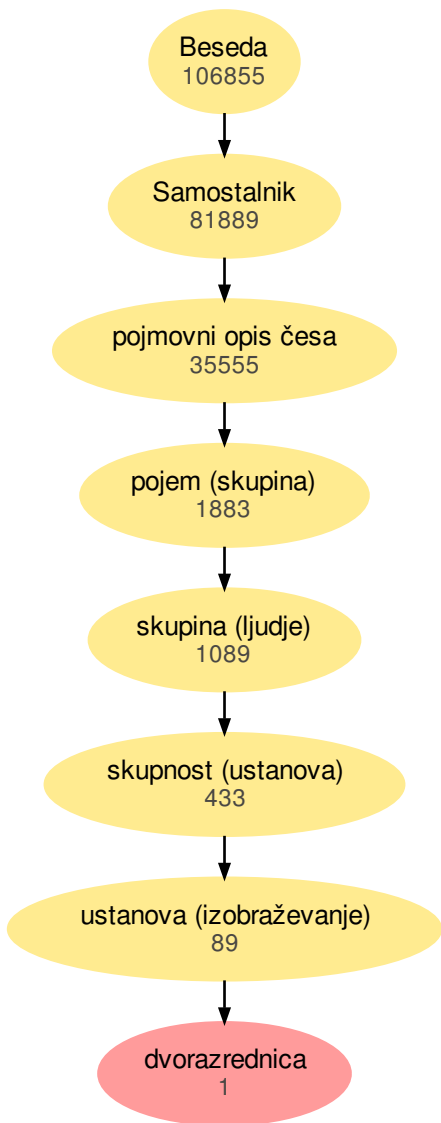 Beseda
106855
Samostalnik
81889
pojmovni opis česa
35555
pojem (skupina)
1883
skupina (ljudje)
1089
skupnost (ustanova)
433
ustanova (izobraževanje)
89
dvorazrednica
1